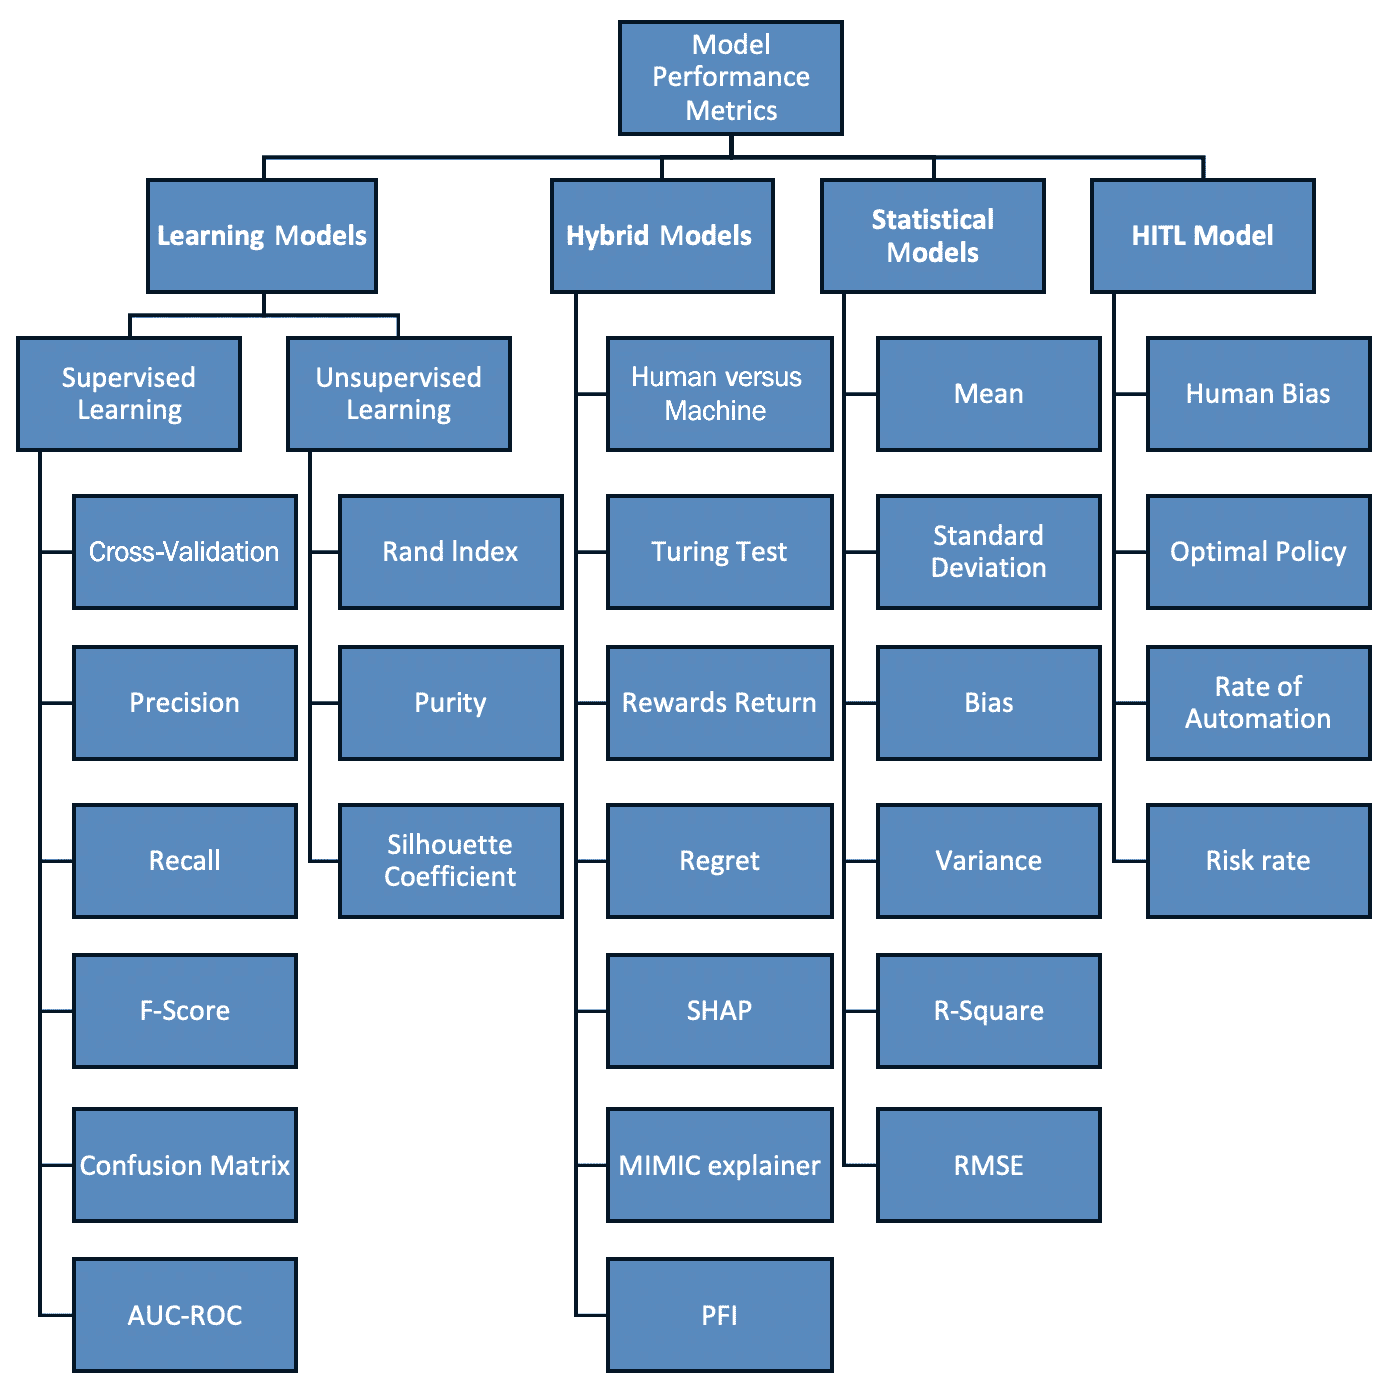 Model
Performance
Metrics
Learning Models
Hybrid Models
Statistical
Models
HITL Model
Supervised
Learning
Unsupervised
Learning
Human versus
Machine
Mean
Human Bias
Cross-Validation
Rand Index
Turing Test
Standard
Deviation
Optimal Policy
Precision
Purity
Rewards Return
Bias
Rate of
Automation
Recall
Silhouette
Coefficient
Regret
Variance
Risk rate
F-Score
SHAP
R-Square
Confusion Matrix
MIMIC explainer
RMSE
AUC-ROC
PFI